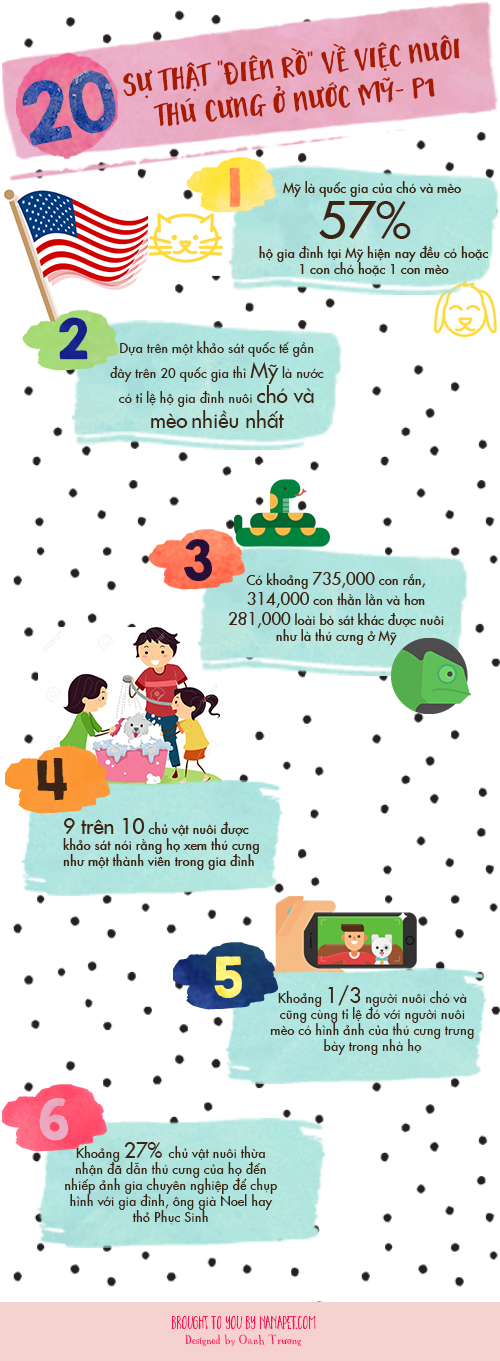 20
SỰ THẬT "ĐIÊN RỒ" VỀ VIỆC NUÔI
THÚ CƯNG Ở NƯỚC MỸ- P1
1
Mỹ là quốc gia của chó và mèo
57%
hộ gia đình tại Mỹ hiện nay đều có hoặc
1 con chó hoặc 1 con mèo
2
Dựa trên một khảo sát quốc tế gần
đây trên 20 quốc gia thì Mỹ là nước
có tỉ lệ hộ gia đình nuôi chó và
mèo nhiều nhất
3
Có khoảng 735,000 con rắn,
314,000 con thằn lằn và hơn
281,000 loài bò sát khác được nuôi
như là thú cưng ở Mỹ
4
9 trên 10 chủ vật nuôi được
khảo sát nói rằng họ xem thú cưng
như một thành viên trong gia đình
5
Khoảng 1/3 người nuôi chó và
cũng cùng tỉ lệ đó với người nuôi
mèo có hình ảnh của thú cưng trưng
bày trong nhà họ
6
Khoảng 27% chủ vật nuôi thừa
nhận đã dẫn thú cưng của họ đến
nhiếp ảnh gia chuyên nghiệp để chụp
hình với gia đình, ông già Noel hay
thỏ Phục Sinh
BROUGHT TO YOU BY NANAPET.COM
Designed by Oanh Trương